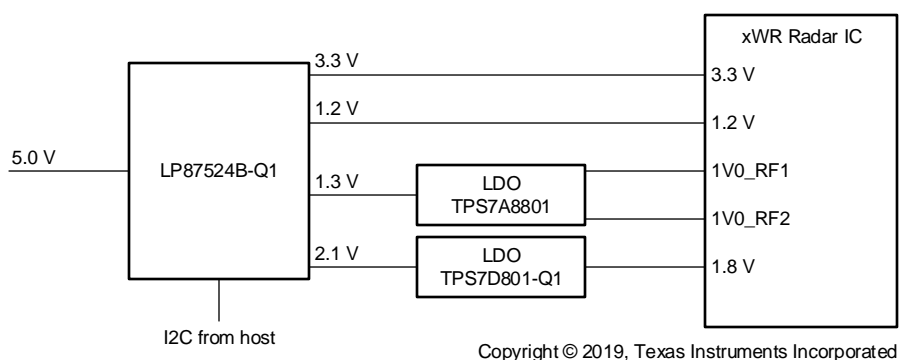 xWR Radar IC
3.3 V
3.3 V
1.2 V
1.2 V
5.0 V
LP87524B-Q1
1.3 V
LDO
TPS7A8801
1V0_RF1
1V0_RF2
2.1 V
LDO
TPS7D801-Q1
1.8 V
I2C from host
Copyright © 2019, Texas Instruments Incorporated